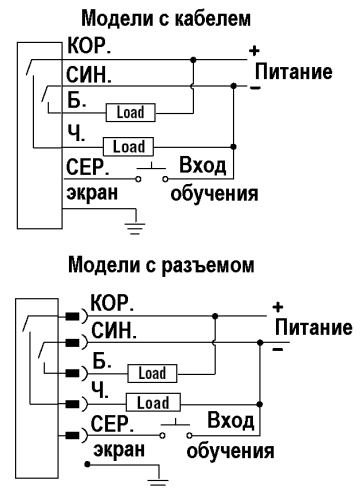 Модели с кабелем
КОР.
+
СИН.
Питание
–
Б.
Load
Ч.
Load
СЕР.
Вход
экран
обучения
Модели с разъемом
КОР.
+
СИН.
Питание
–
Б.
Load
Ч.
Load
СЕР.
Вход
экран
обучения